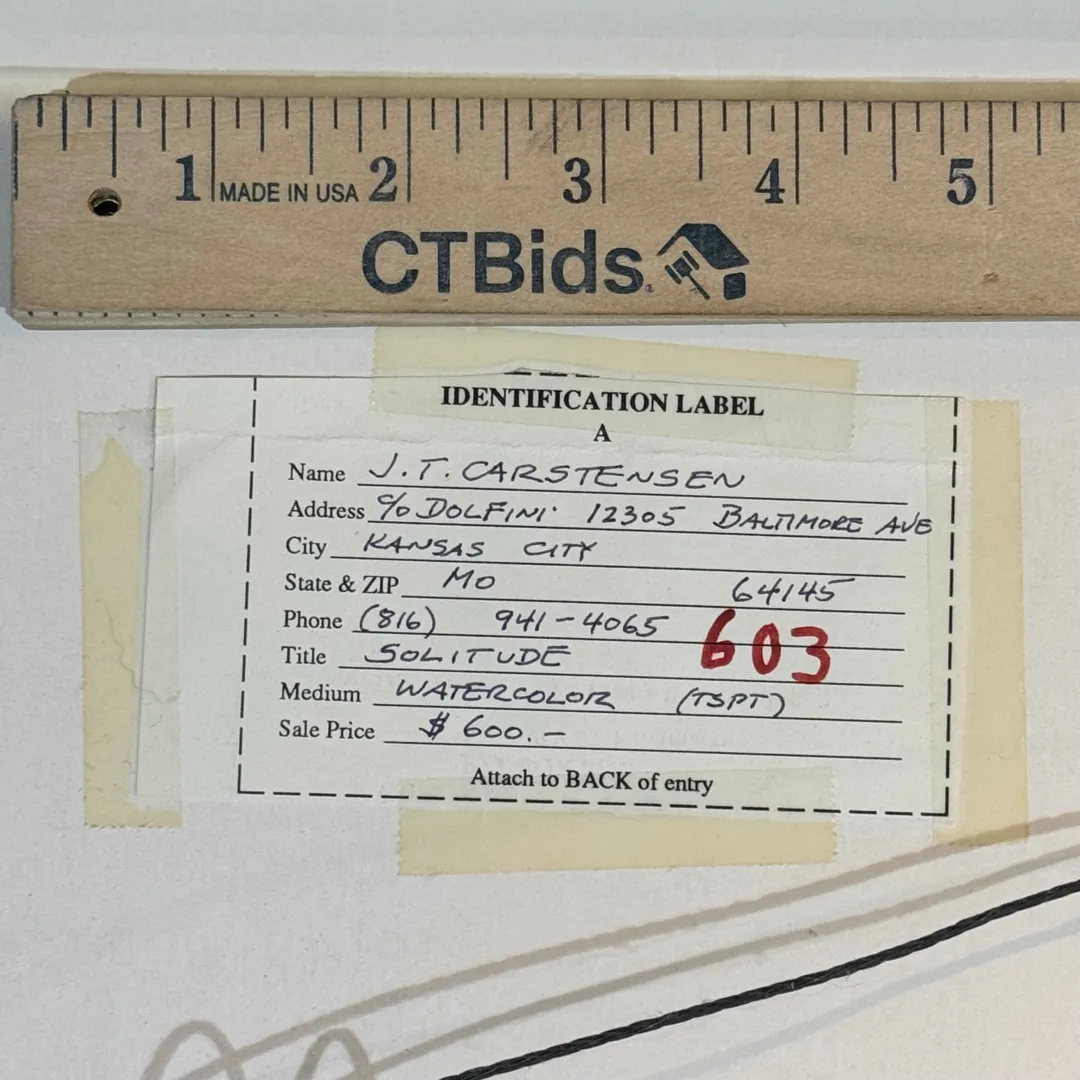 1 MADE IN USA 2 3 4 5
CTBids
IDENTIFICATION LABEL
A
Name J.T. CARSTENSEN
Address % DOLFINI 12305 BALTIMORE AVE
City KANSAS CITY
State & ZIP MO 64145
Phone (816) 941-4065 603
Title SOLITUDE
Medium WATERCOLOR (TSPT)
Sale Price $ 600.—
Attach to BACK of entry